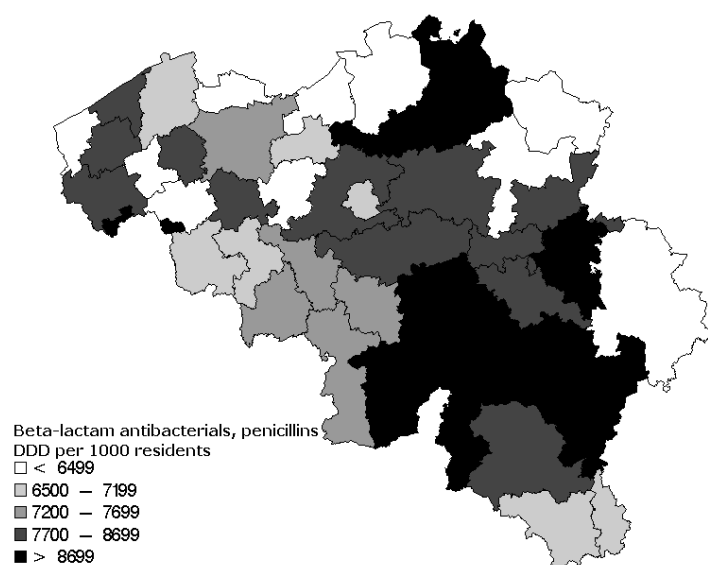 Beta-lactam antibacterials, penicillins
DDD per 1000 residents
< 6499
6500 – 7199
7200 – 7699
7700 – 8699
> 8699